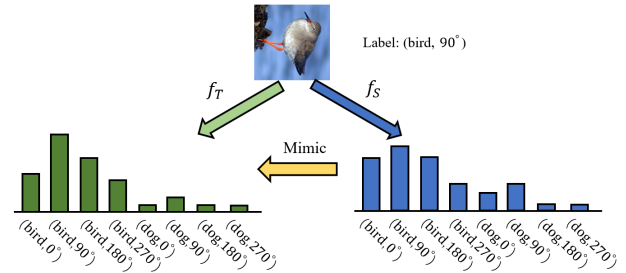 Label: (bird, 90°)
f_T
f_S
Mimic
(bird,0°)
(bird,90°)
(bird,180°)
(bird,270°)
(dog,0°)
(dog,90°)
(dog,180°)
(dog,270°)
(bird,0°)
(bird,90°)
(bird,180°)
(bird,270°)
(dog,0°)
(dog,90°)
(dog,180°)
(dog,270°)